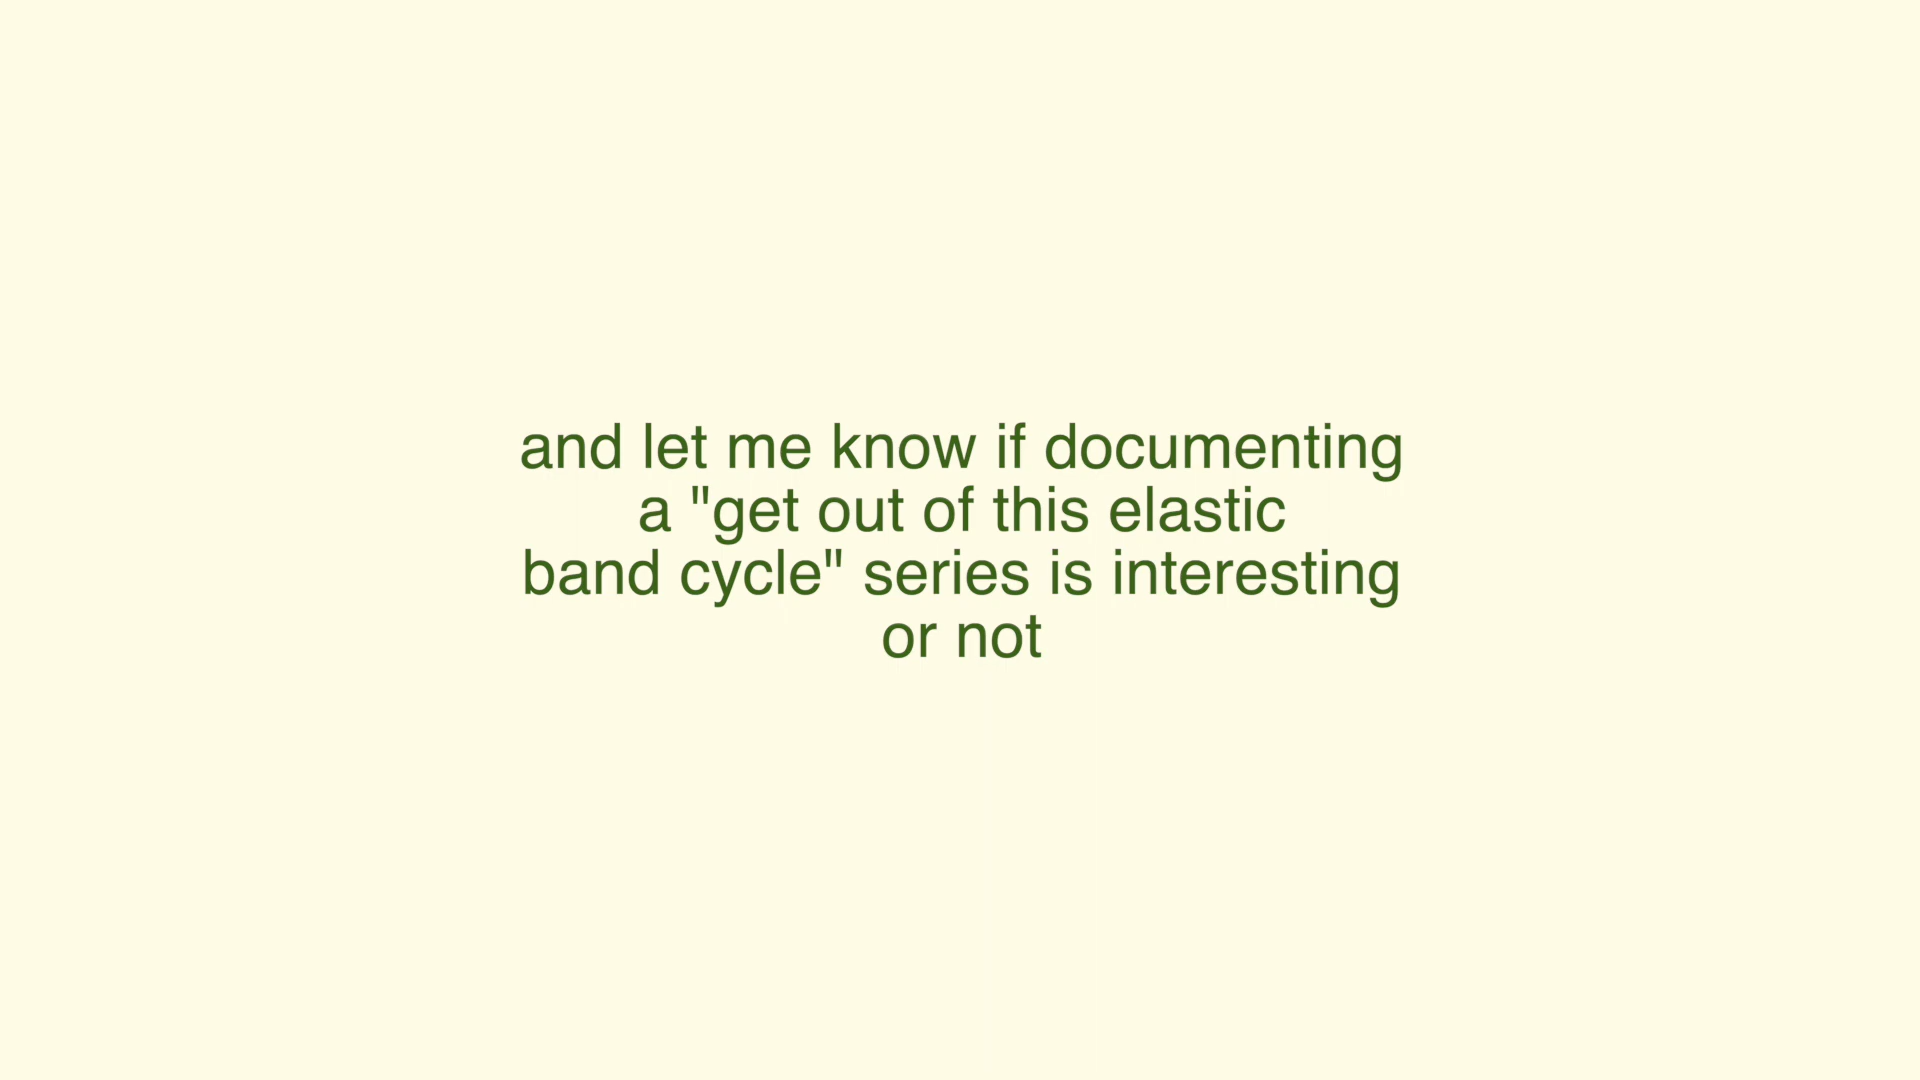 and let me know if documenting
a "get out of this elastic
band cycle" series is interesting
or not